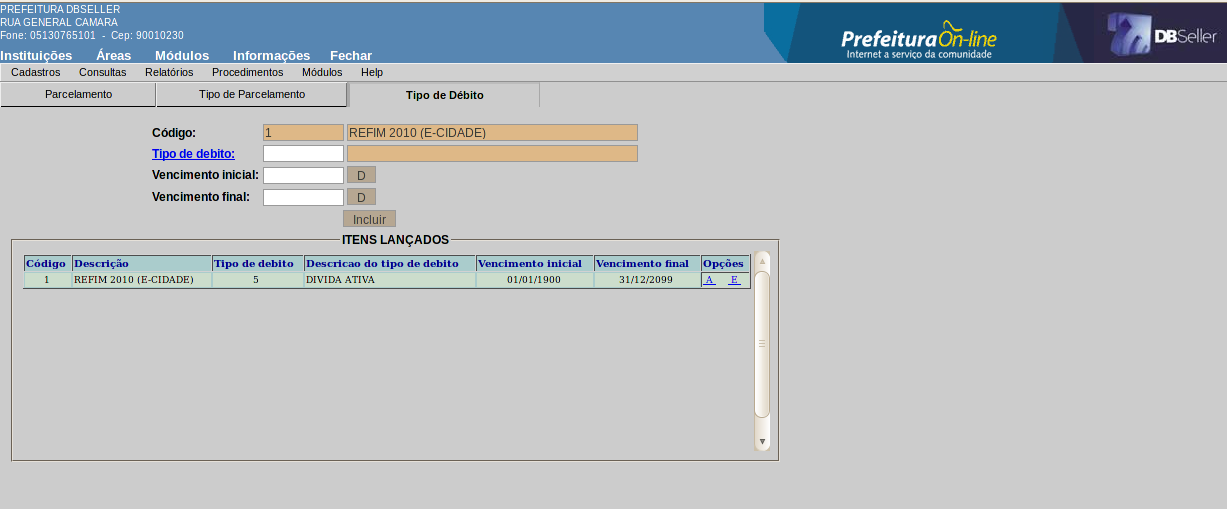 PREFEITURA DBSELLER
RUA GENERAL CAMARA
Fone: 05130765101 - Cep: 90010230
PrefeituraOn-line
Internet a serviço da comunidade
DBSeller
Instituições Áreas Módulos Informações Fechar
Cadastros Consultas Relatórios Procedimentos Módulos Help
Parcelamento Tipo de Parcelamento Tipo de Débito
Código: 1 REFIM 2010 (E-CIDADE)
Tipo de debito:
Vencimento inicial: D
Vencimento final: D
Incluir
ITENS LANÇADOS
Código Descrição Tipo de debito Descricao do tipo de debito Vencimento inicial Vencimento final Opções
1 REFIM 2010 (E-CIDADE) 5 DIVIDA ATIVA 01/01/1900 31/12/2099 A E